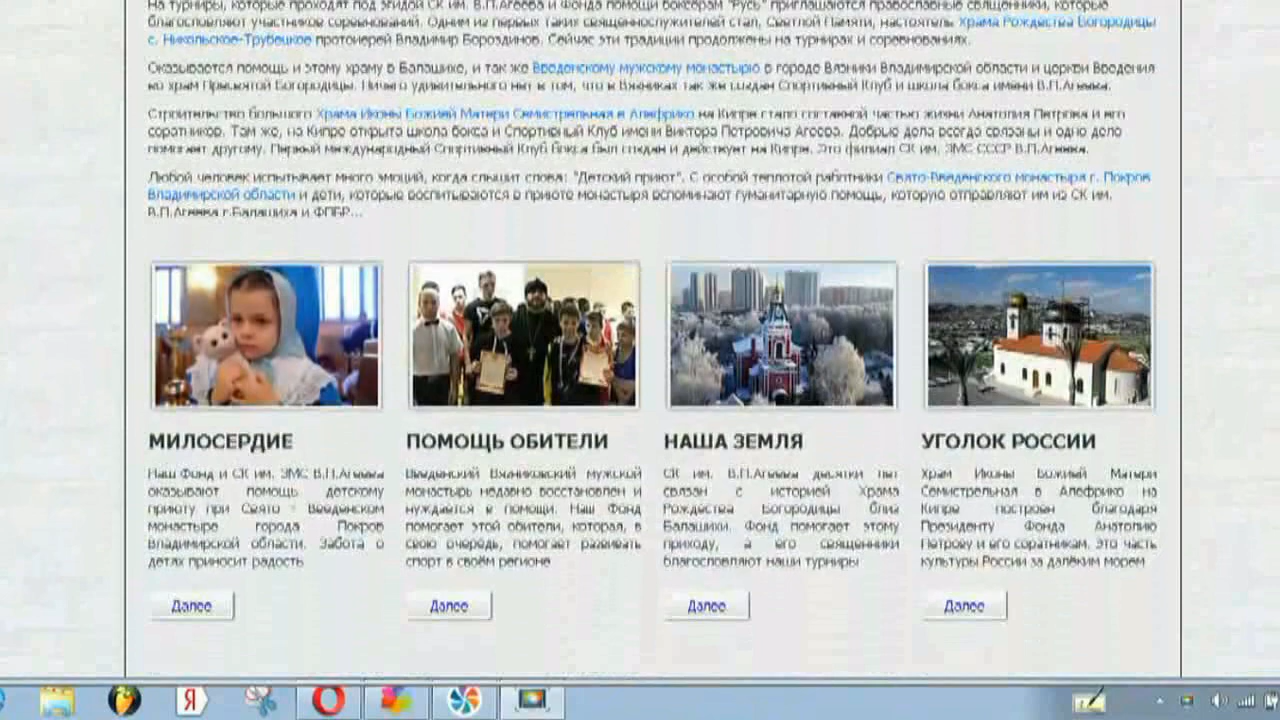 На турниры, которые проходят под эгидой СК им. В.П.Агеева и Фонда помощи боксерам "Русь" приглашаются православные священники, которые
благословляют участников соревнований. Одним из первых таких священнослужителей стал, Светлой Памяти, настоятель Храма Рождества Богородицы
с. Никольское-Трубецкое протоиерей Владимир Бороздинов. Сейчас эти традиции продолжены на турнирах и соревнованиях.
Оказывается помощь и этому храму в Балашихе, и так же Введенскому мужскому монастырю в городе Вязники Владимирской области и церкви Введения
во храм Пресвятой Богородицы. Ничего удивительного нет в том, что в Вязниках так же создан Спортивный Клуб и школа бокса имени В.П.Агеева.
Строительство большого Храма Иконы Божией Матери Семистрельная в Алефрико на Кипре стало составной частью жизни Анатолия Петрова и его
соратников. Там же, на Кипре открыта школа бокса и Спортивный Клуб имени Виктора Петровича Агеева. Добрые дела всегда связаны и одно дело
помогает другому. Первый международный Спортивный Клуб бокса был создан и действует на Кипре. Это филиал СК им. ЗМС СССР В.П.Агеева.
Любой человек испытывает много эмоций, когда слышит слова: "Детский приют". С особой теплотой работники Свято-Введенского монастыря г. Покров
Владимирской области и дети, которые воспитываются в приюте монастыря вспоминают гуманитарную помощь, которую отправляют им из СК им.
В.П.Агеева г.Балашиха и ФПБР...
МИЛОСЕРДИЕ
Наш Фонд и СК им. ЗМС В.П.Агеева
оказывают помощь детскому
приюту при Свято - Введенском
монастыре города Покров
Владимирской области. Забота о
детях приносит радость
Далее
ПОМОЩЬ ОБИТЕЛИ
Введенский Вязниковский мужской
монастырь недавно восстановлен и
нуждается в помощи. Наш Фонд
помогает этой обители, которая, в
свою очередь, помогает развивать
спорт в своём регионе
Далее
НАША ЗЕМЛЯ
СК им. В.П.Агеева десятки лет
связан с историей Храма
Рождества Богородицы близ
Балашихи. Фонд помогает этому
приходу, а его священники
благословляют наши турниры
Далее
УГОЛОК РОССИИ
Храм Иконы Божией Матери
Семистрельная в Алефрико на
Кипре построен благодаря
Президенту Фонда Анатолию
Петрову и его соратникам. Это часть
культуры России за далёким морем
Далее
Я